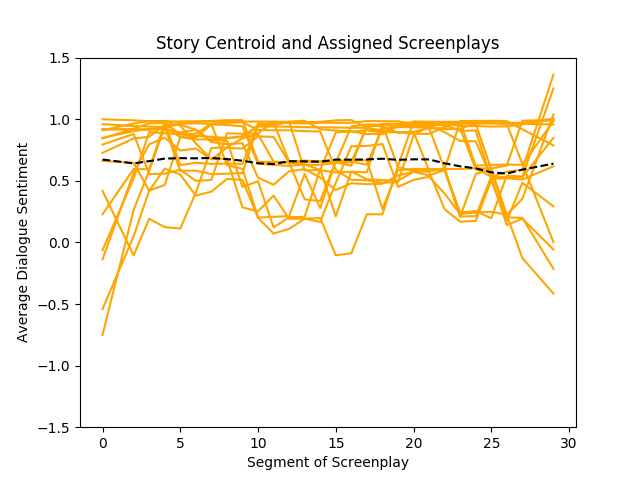 Story Centroid and Assigned Screenplays
Average Dialogue Sentiment
1.5
1.0
0.5
0.0
−0.5
−1.0
−1.5
0 5 10 15 20 25 30
Segment of Screenplay